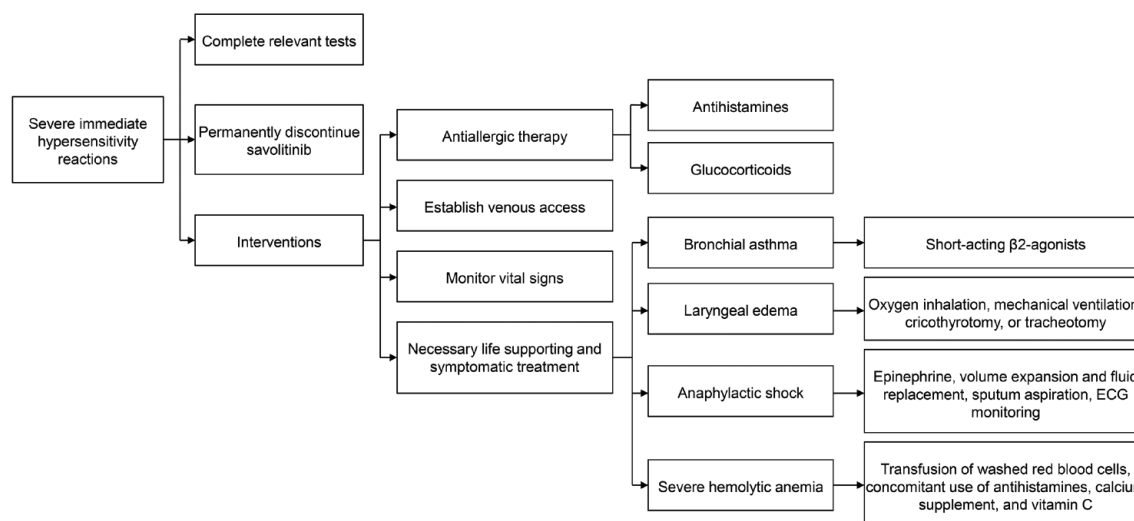 Complete relevant tests
Severe immediate
hypersensitivity
reactions
Permanently discontinue
savolitinib
Interventions
Antiallergic therapy
Establish venous access
Monitor vital signs
Necessary life supporting and
symptomatic treatment
Antihistamines
Glucocorticoids
Bronchial asthma
Laryngeal edema
Anaphylactic shock
Severe hemolytic anemia
Short-acting β2-agonists
Oxygen inhalation, mechanical ventilation
cricothyrotomy, or tracheotomy
Epinephrine, volume expansion and fluid
replacement, sputum aspiration, ECG
monitoring
Transfusion of washed red blood cells,
concomitant use of antihistamines, calcium
supplement, and vitamin C